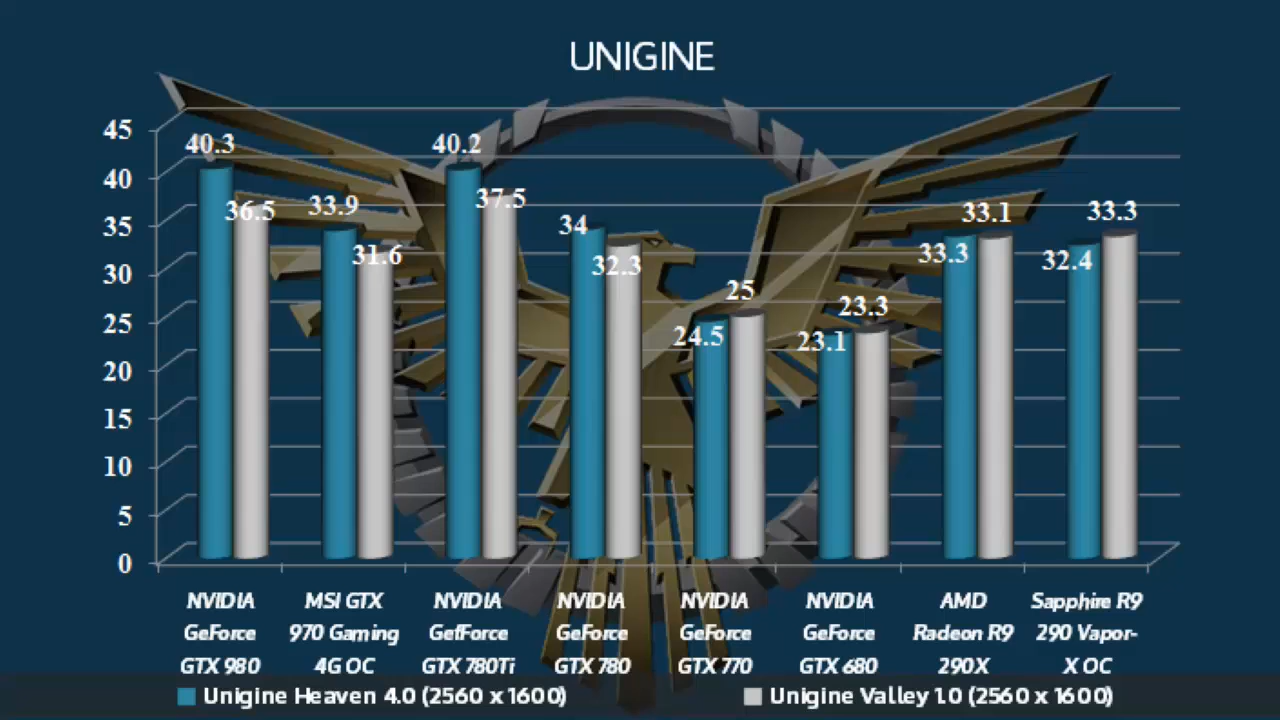 UNIGINE
45
40
35
30
25
20
15
10
5
0
40.3
36.5
33.9
31.6
40.2
37.5
34
32.3
24.5
25
23.1
23.3
33.3
33.1
32.4
33.3
NVIDIA
GeForce
GTX 980
MSI GTX
970 Gaming
4G OC
NVIDIA
GefForce
GTX 780Ti
NVIDIA
GeForce
GTX 780
NVIDIA
GeForce
GTX 770
NVIDIA
GeForce
GTX 680
AMD
Radeon R9
290X
Sapphire R9
290 Vapor-
X OC
Unigine Heaven 4.0 (2560 x 1600)
Unigine Valley 1.0 (2560 x 1600)